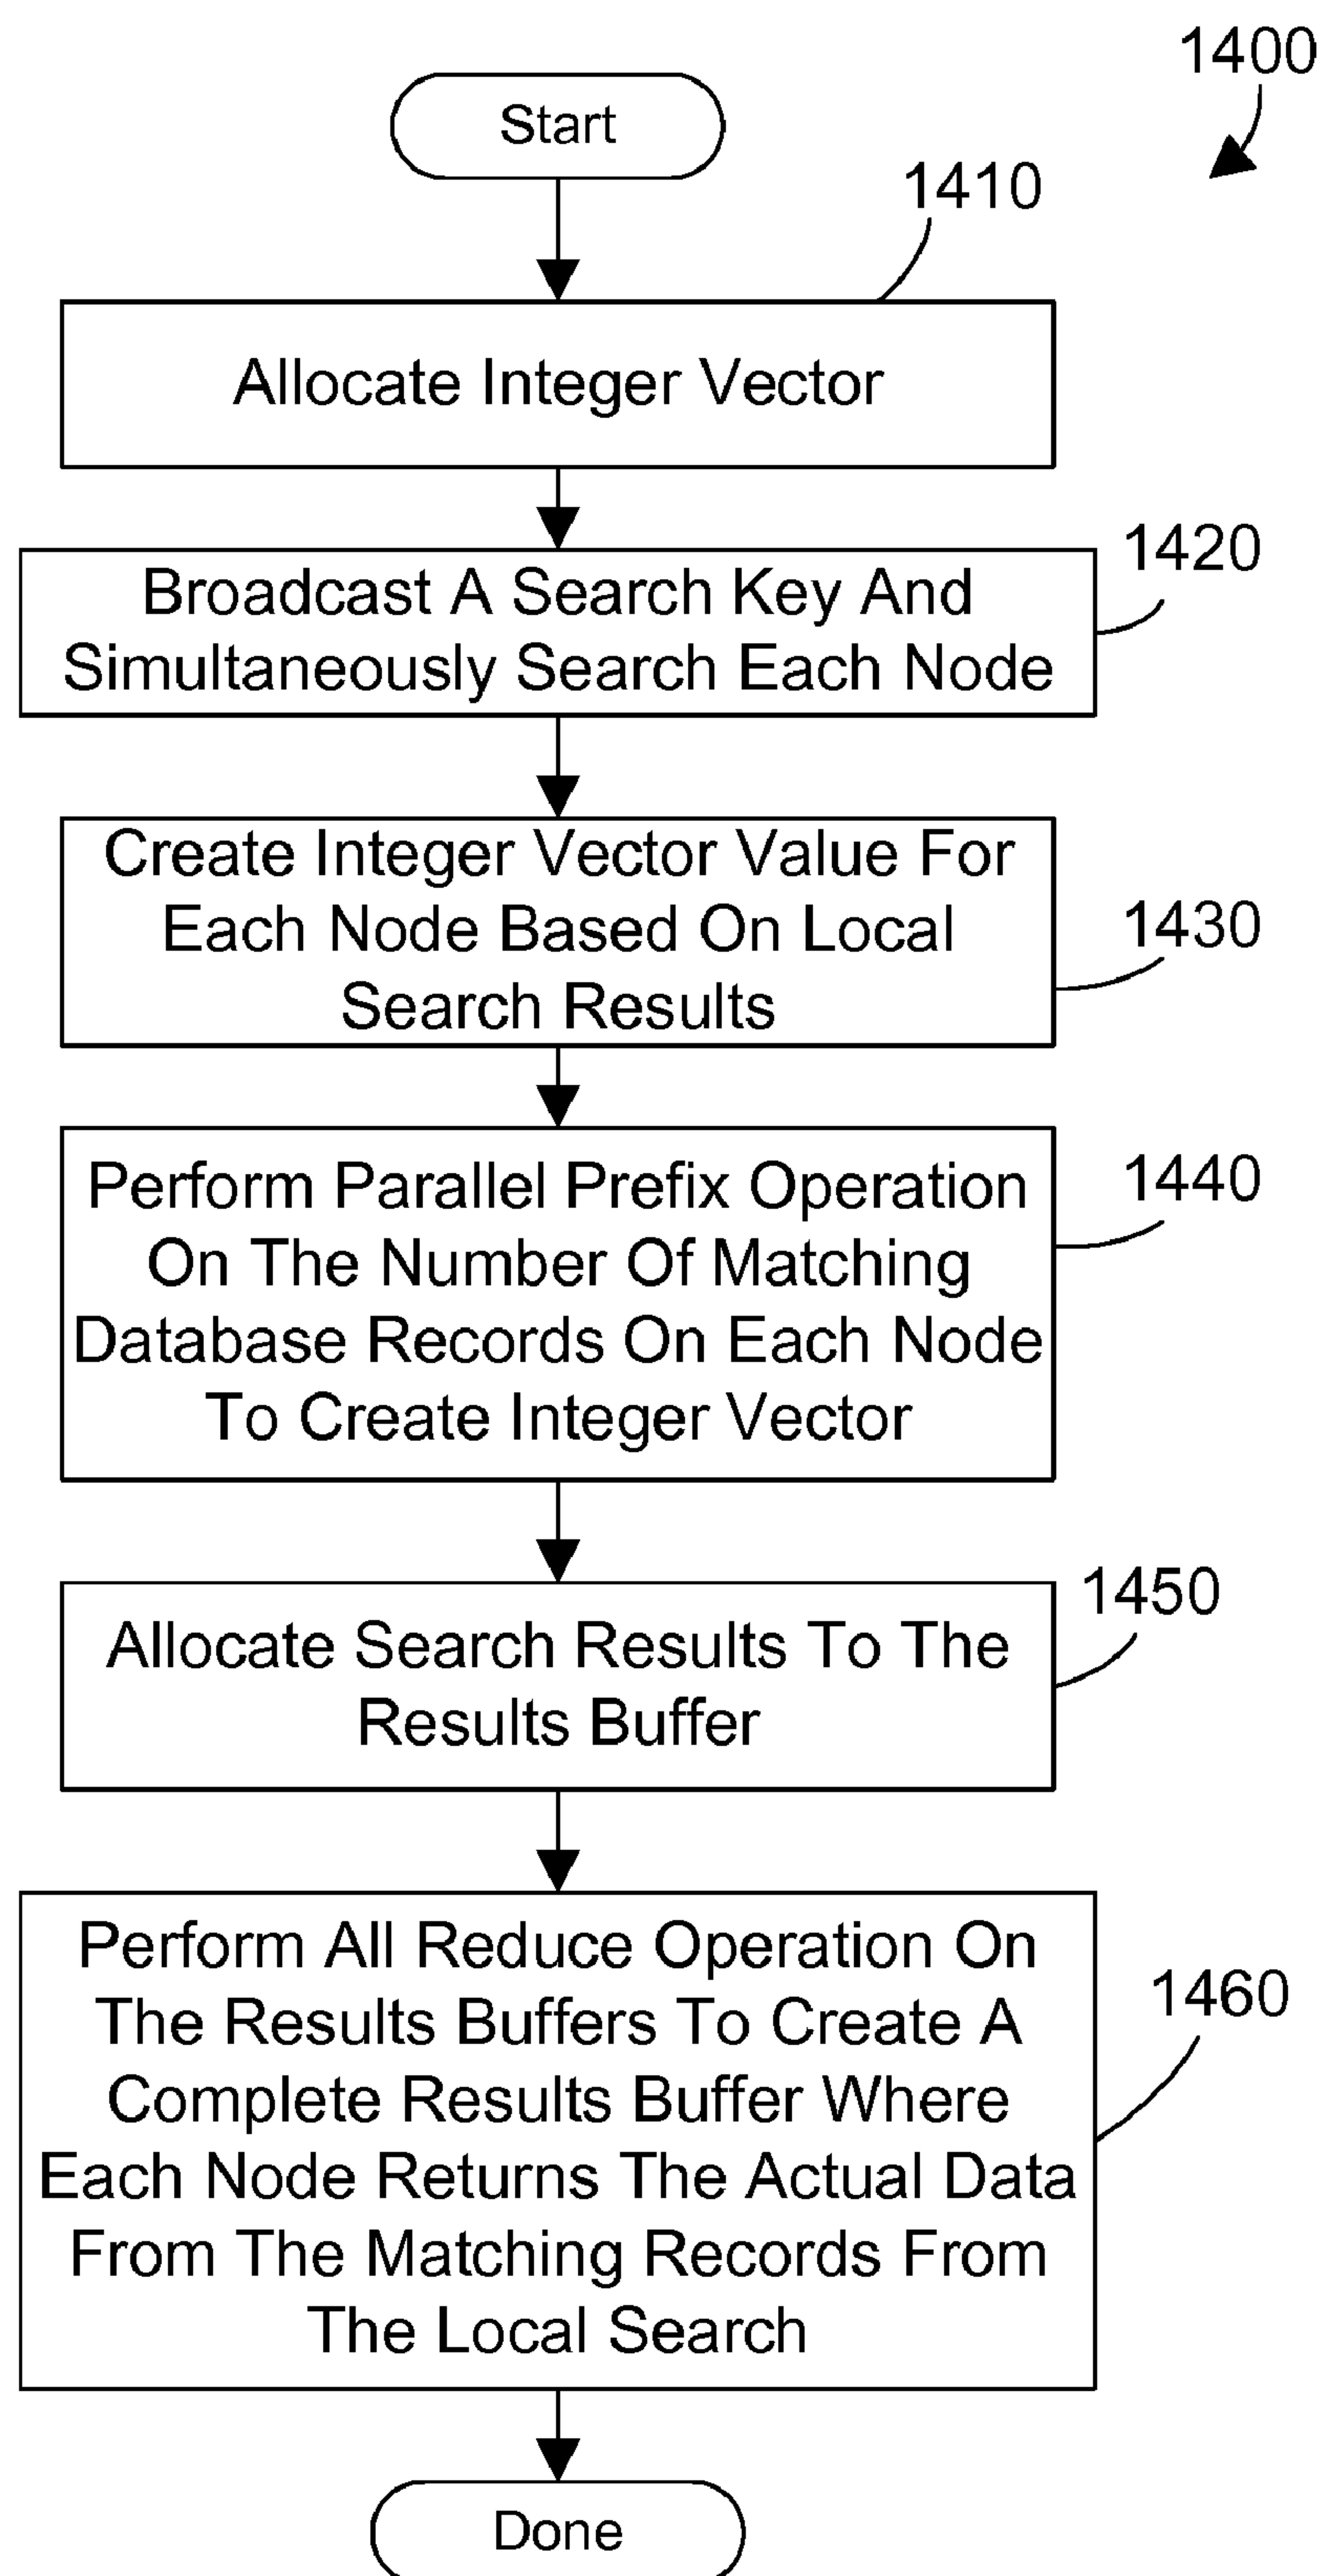 1400
Start
1410
Allocate Integer Vector
1420
Broadcast A Search Key And
Simultaneously Search Each Node
Create Integer Vector Value For
Each Node Based On Local
Search Results
1430
Perform Parallel Prefix Operation
On The Number Of Matching
Database Records On Each Node
To Create Integer Vector
1440
1450
Allocate Search Results To The
Results Buffer
Perform All Reduce Operation On
The Results Buffers To Create A
Complete Results Buffer Where
Each Node Returns The Actual Data
From The Matching Records From
The Local Search
1460
Done